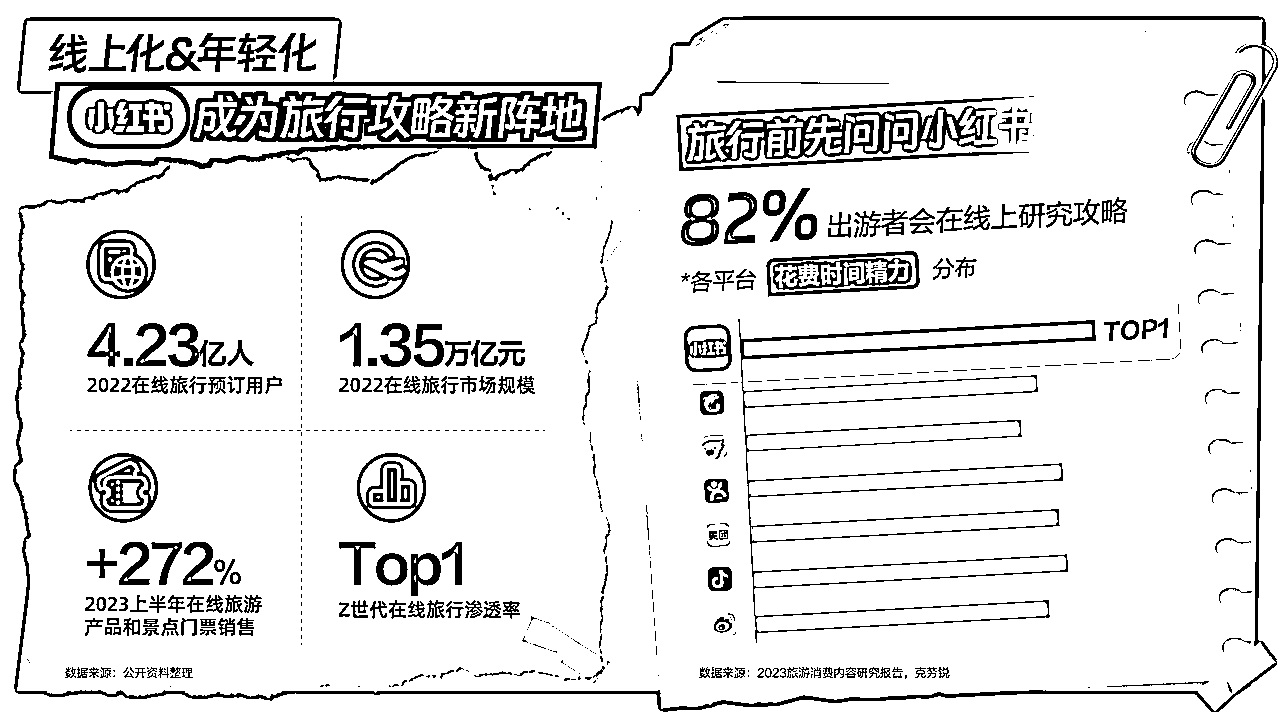 线上化&年轻化
小红书 成为旅行攻略新阵地
4.23亿人
2022在线旅行预订用户
1.35万亿元
2022在线旅行市场规模
+272%
2023上半年在线旅游
产品和景点门票销售
Top1
Z世代在线旅行渗透率
数据来源：公开资料整理
旅行前先问问小红书
82% 出游者会在线上研究攻略
*各平台 花费时间精力 分布
小红书 TOP1
美团
数据来源：2023旅游消费内容研究报告，克劳锐